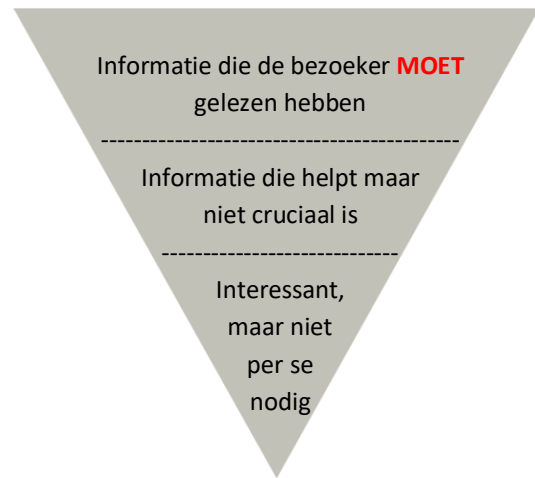 Informatie die de bezoeker MOET
gelezen hebben
-------------------------------------------
Informatie die helpt maar
niet cruciaal is
----------------------------
Interessant,
maar niet
per se
nodig